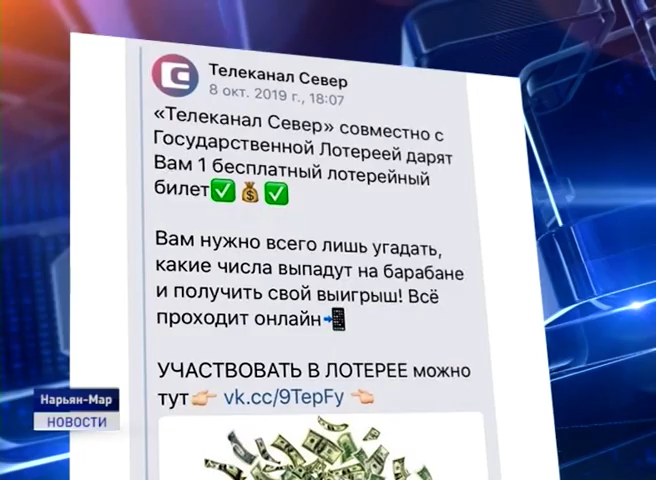 Телеканал Север
8 окт. 2019 г., 18:07
«Телеканал Север» совместно с
Государственной Лотереей дарят
Вам 1 бесплатный лотерейный
билет✅💰✅
Вам нужно всего лишь угадать,
какие числа выпадут на барабане
и получить свой выигрыш! Всё
проходит онлайн📲
УЧАСТВОВАТЬ В ЛОТЕРЕЕ можно
тут👉🏻 vk.cc/9TepFy 👈🏻
Нарьян-Мар
НОВОСТИ